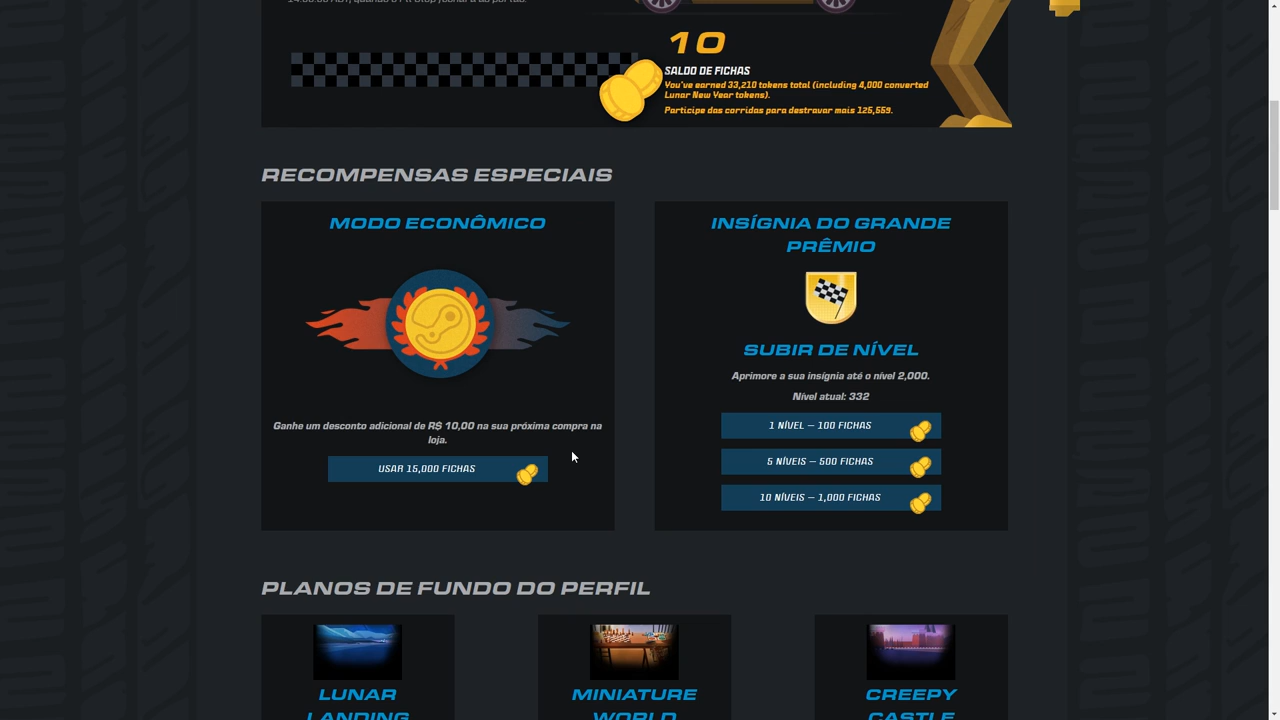 10
SALDO DE FICHAS
You've earned 33,210 tokens total (including 4,000 converted
Lunar New Year tokens).
Participe das corridas para destravar mais 125,559.
RECOMPENSAS ESPECIAIS
MODO ECONÔMICO
Ganhe um desconto adicional de R$ 10,00 na sua próxima compra na
loja.
USAR 15,000 FICHAS
INSÍGNIA DO GRANDE
PRÊMIO
SUBIR DE NÍVEL
Aprimore a sua insígnia até o nível 2,000.
Nível atual: 332
1 NÍVEL — 100 FICHAS
5 NÍVEIS — 500 FICHAS
10 NÍVEIS — 1,000 FICHAS
PLANOS DE FUNDO DO PERFIL
LUNAR
LANDING
MINIATURE
WORLD
CREEPY
CASTLE